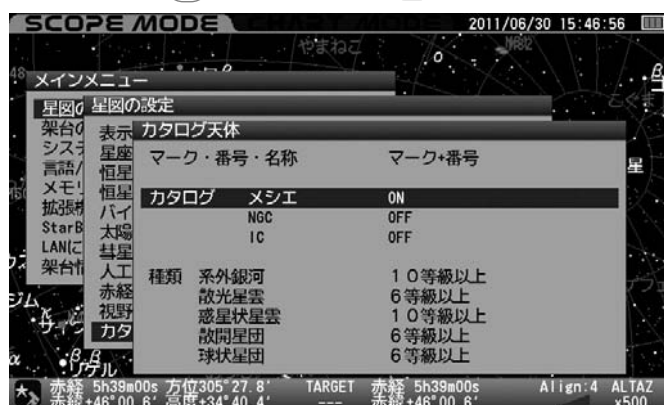 SCOPE MODE CHART MODE 2011/06/30 15:46:56
やまねこ M82
48
メインメニュー
星図の 星図の設定
架台の 表示 カタログ天体
システ 星座 マーク・番号・名称 マーク+番号
言語/ 恒星
メモリ 恒星 カタログ メシエ ON
拡張機 バイ NGC OFF
StarB 太陽 IC OFF
LANに 彗星
架台情 人工 種類 系外銀河 10等級以上
赤経 散光星雲 6等級以上
視野 惑星状星雲 10等級以上
カタ 散開星団 6等級以上
球状星団 6等級以上
星
β
α
リゲル
赤経 5h39m00s 方位305°27.8' TARGET 赤経 5h39m00s Align:4 ALTAZ
赤緯+46°00.6' 高度+34°40.4' --- 赤緯+46°00.6' x500